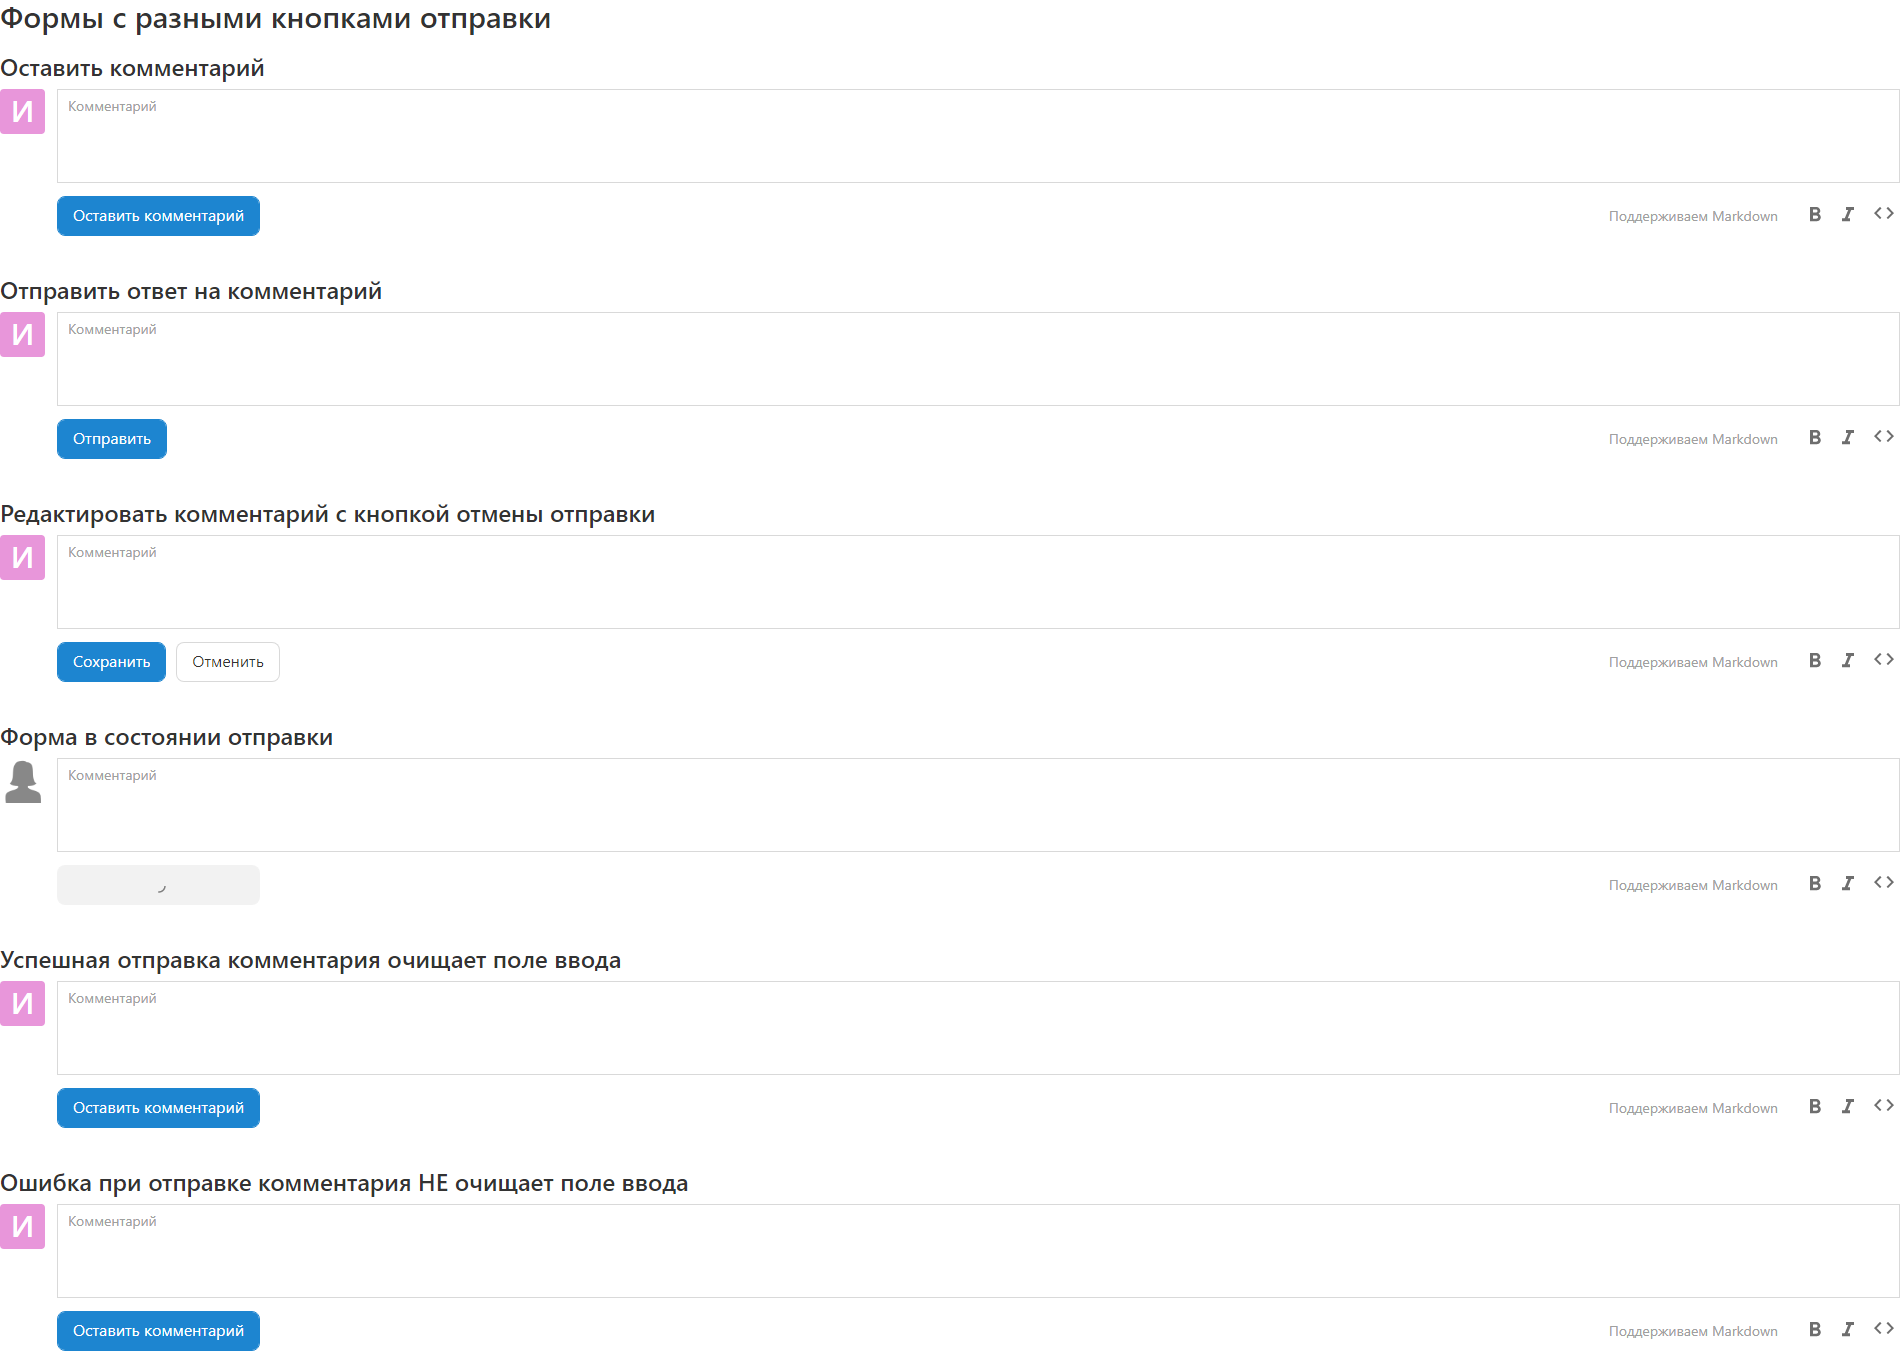 Формы с разными кнопками отправки
Оставить комментарий
И
Комментарий
Оставить комментарий
Поддерживаем Markdown B I <>
Отправить ответ на комментарий
И
Комментарий
Отправить
Поддерживаем Markdown B I <>
Редактировать комментарий с кнопкой отмены отправки
И
Комментарий
Сохранить Отменить
Поддерживаем Markdown B I <>
Форма в состоянии отправки
Комментарий
Поддерживаем Markdown B I <>
Успешная отправка комментария очищает поле ввода
И
Комментарий
Оставить комментарий
Поддерживаем Markdown B I <>
Ошибка при отправке комментария НЕ очищает поле ввода
И
Комментарий
Оставить комментарий
Поддерживаем Markdown B I <>